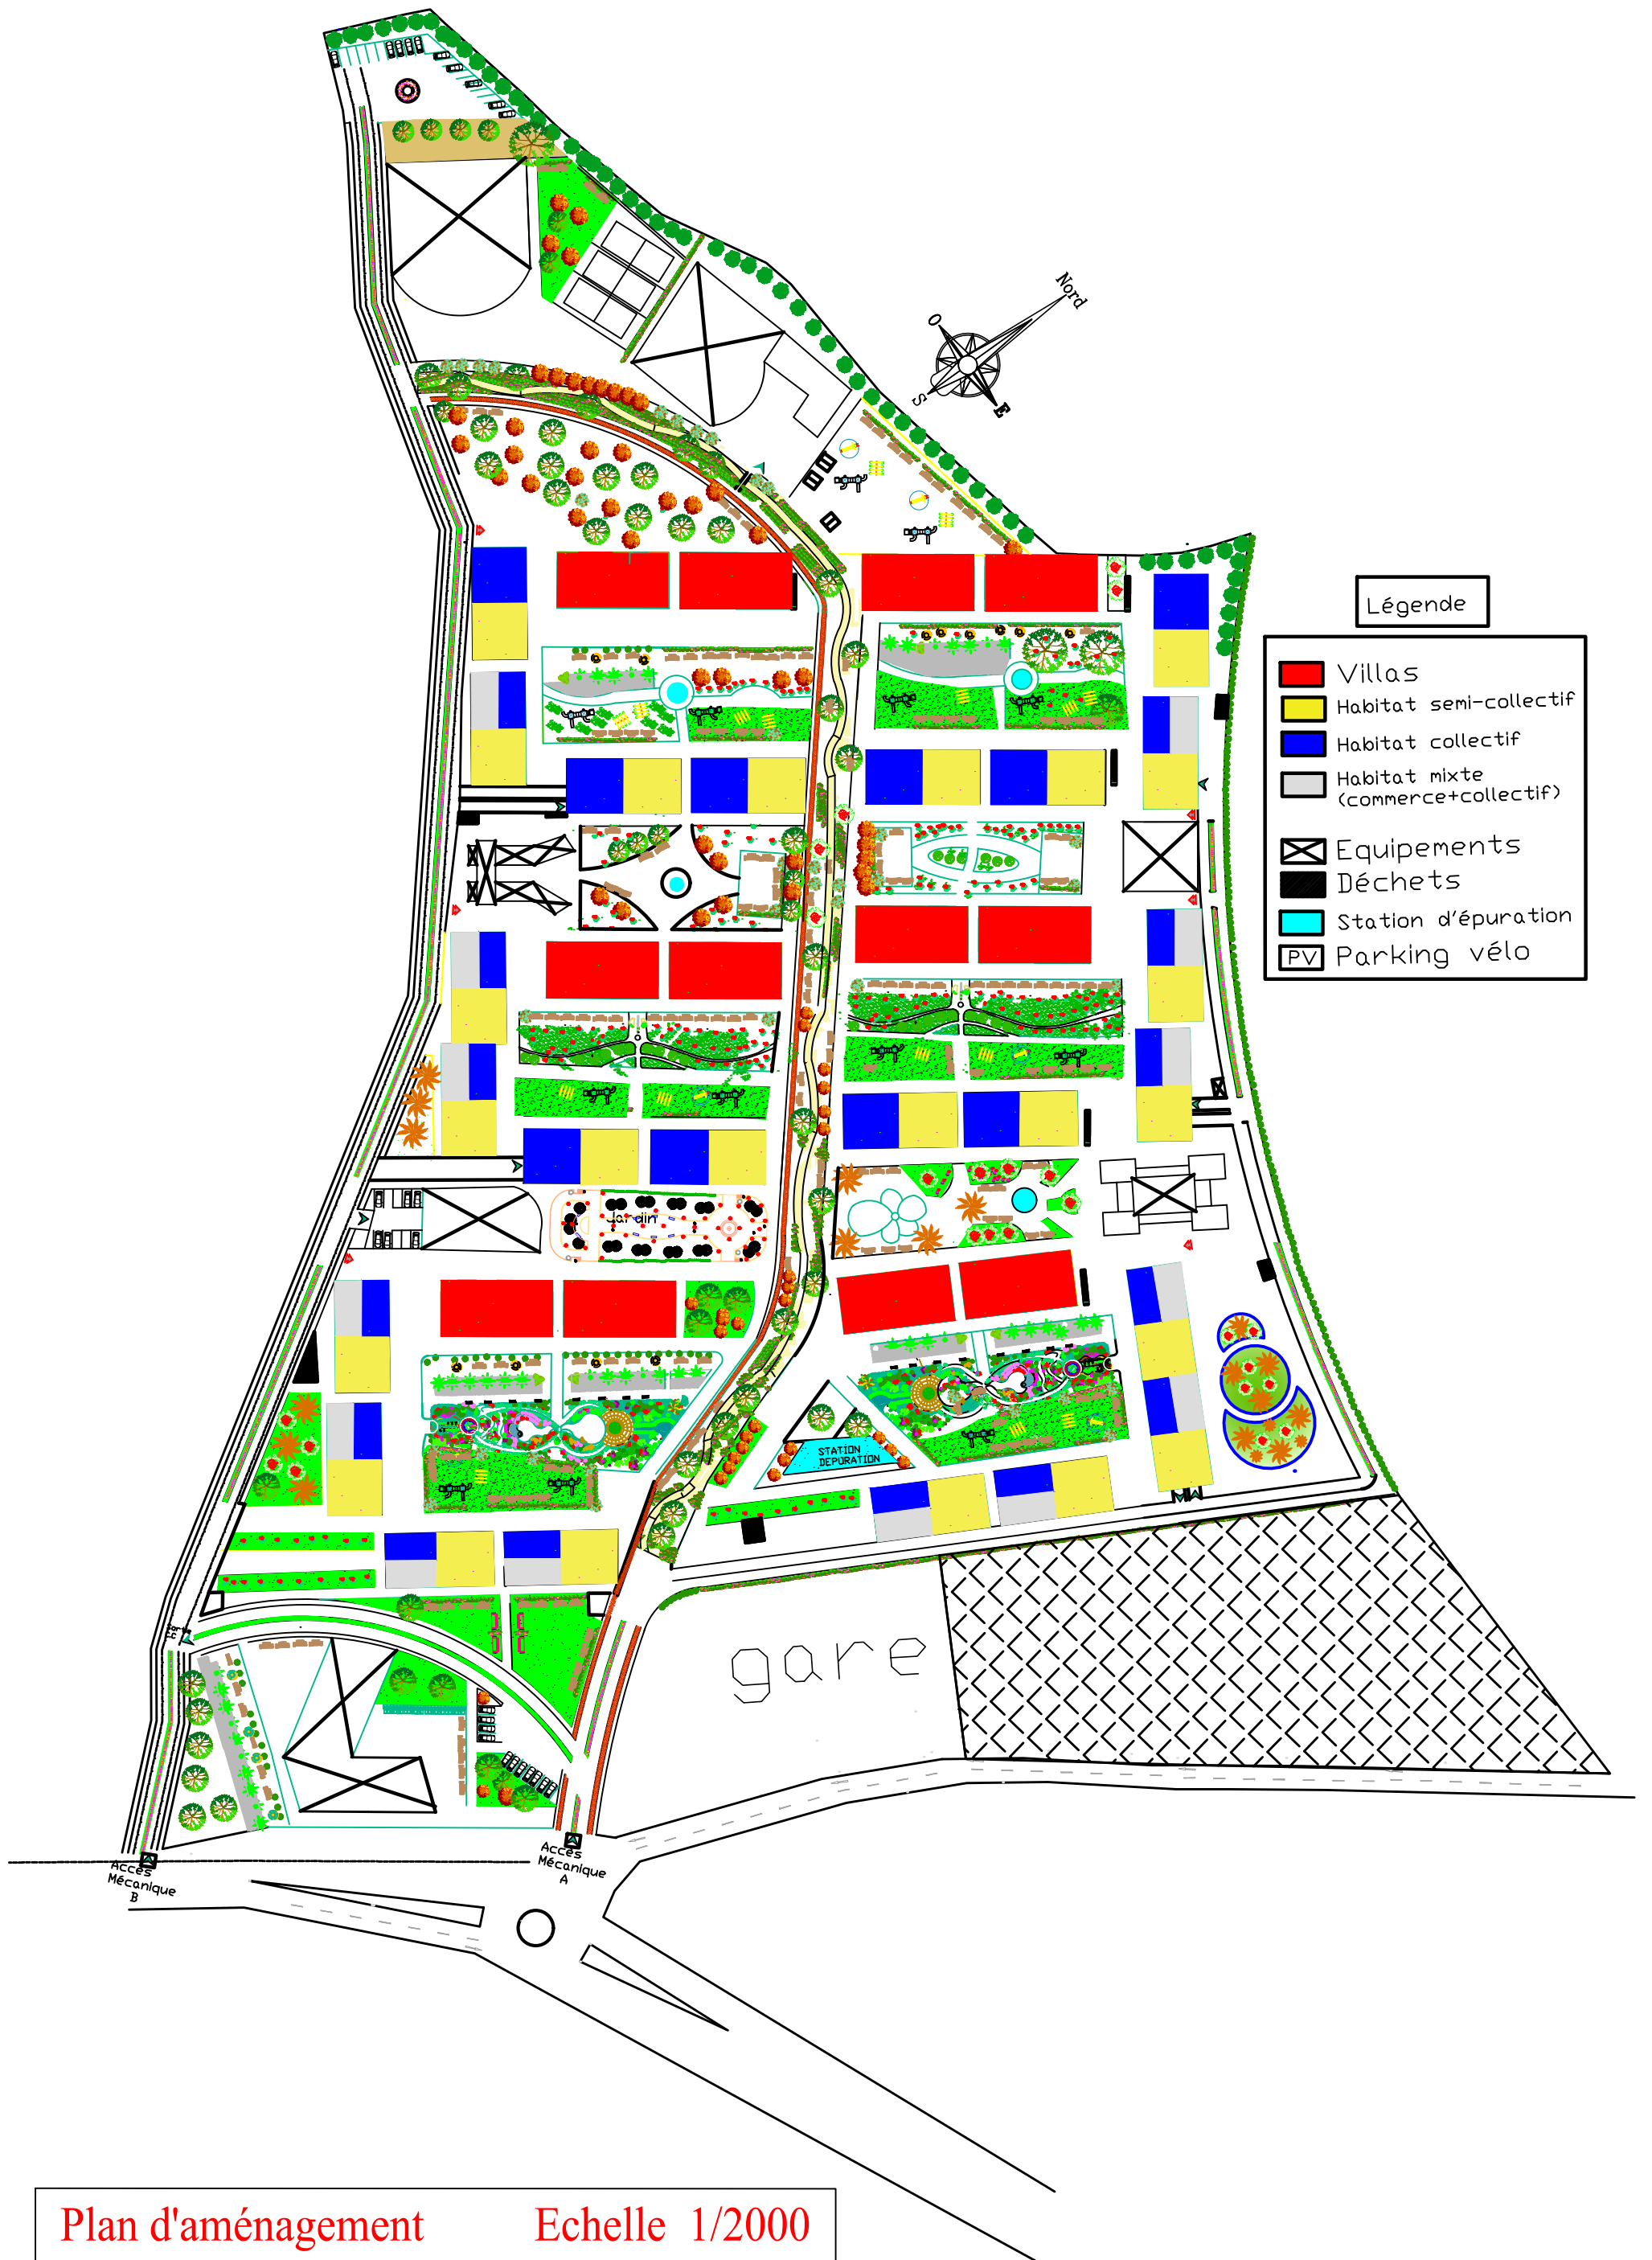 Nord
O
S
E
Légende
Villas
Habitat semi-collectif
Habitat collectif
Habitat mixte
(commerce+collectif)
Equipements
Déchets
Station d'épuration
PV Parking vélo
Jardin
STATION
DEPURATION
gare
Accès
Mécanique
A
Accès
Mécanique
B
Plan d'aménagement Echelle 1/2000